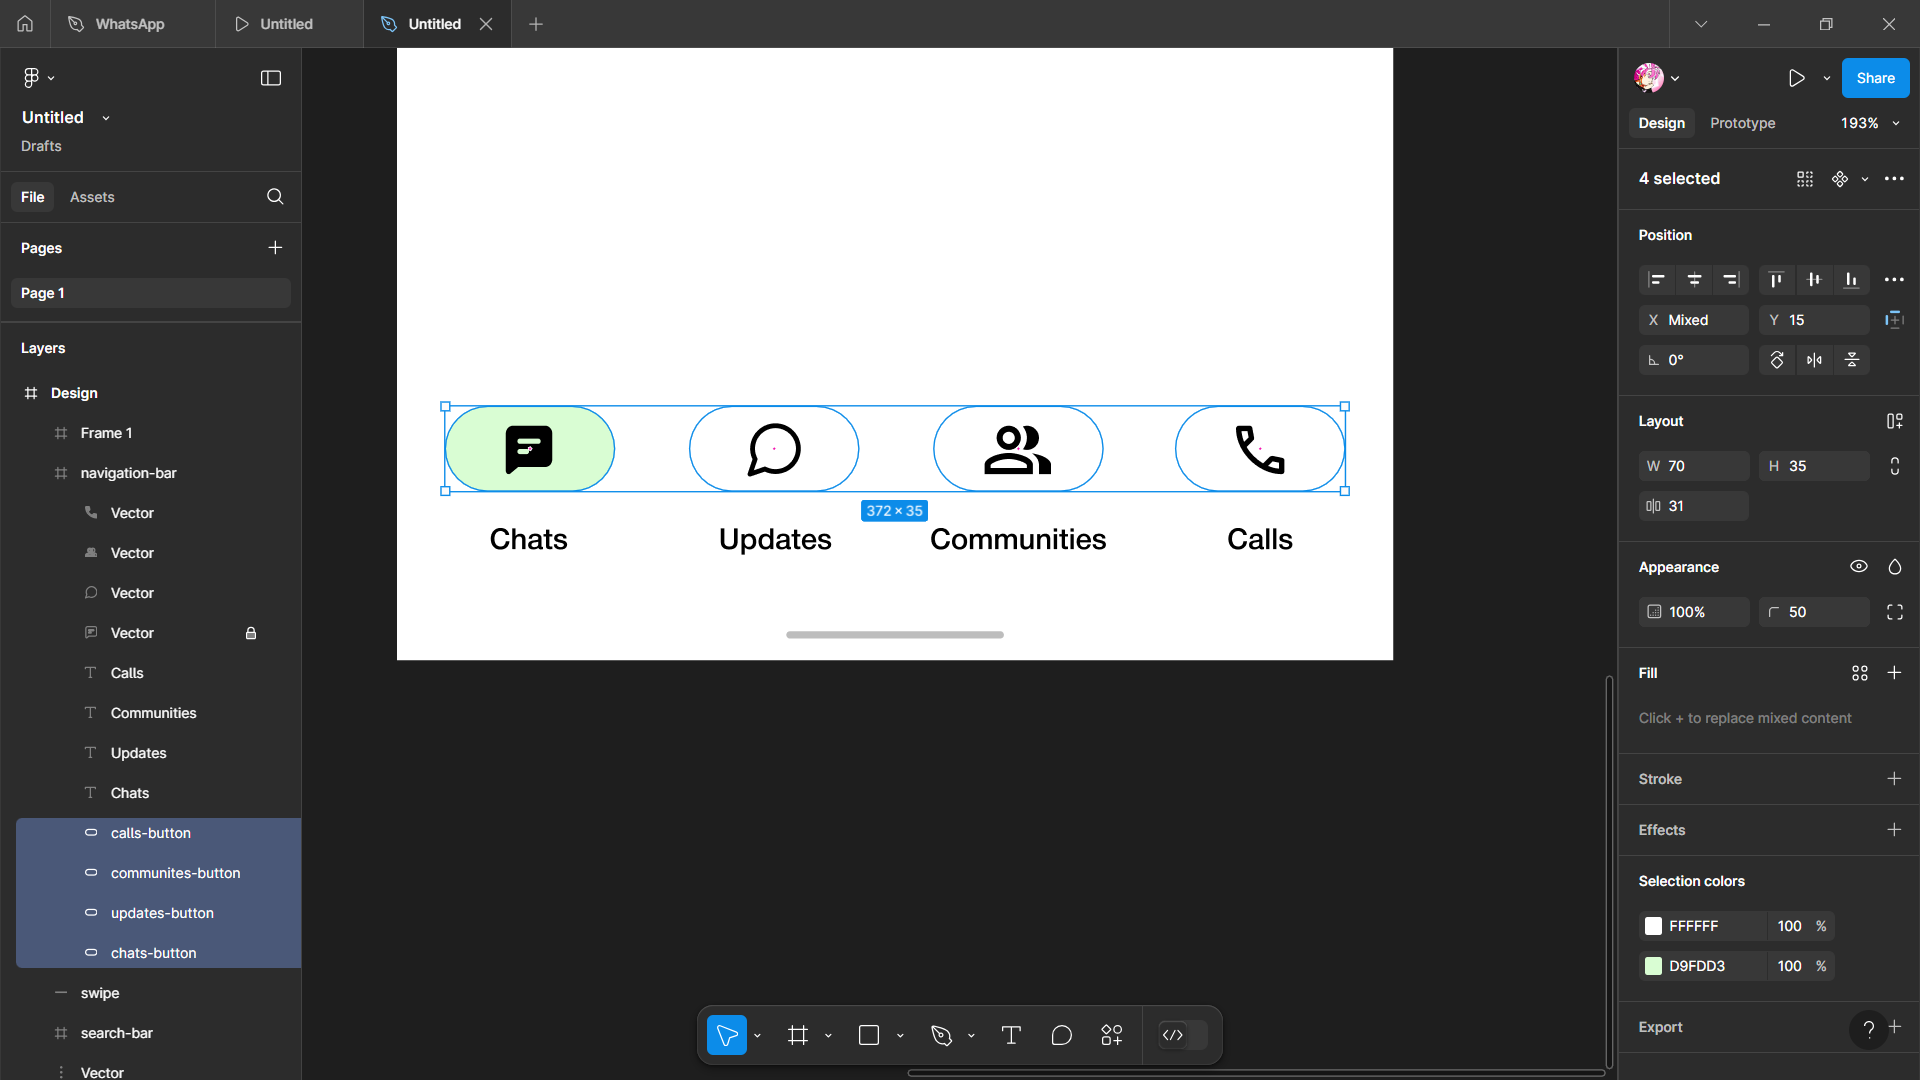 WhatsApp
Untitled
Untitled
Untitled
Drafts
File
Assets
Pages
Page 1
Layers
Design
Frame 1
navigation-bar
Vector
Vector
Vector
Vector
Calls
Communities
Updates
Chats
calls-button
communites-button
updates-button
chats-button
swipe
search-bar
Vector
372 × 35
Chats
Updates
Communities
Calls
Share
Design
Prototype
193%
4 selected
Position
X Mixed
Y 15
0°
Layout
W 70
H 35
31
Appearance
100%
50
Fill
Click + to replace mixed content
Stroke
Effects
Selection colors
FFFFFF 100 %
D9FDD3 100 %
Export
?